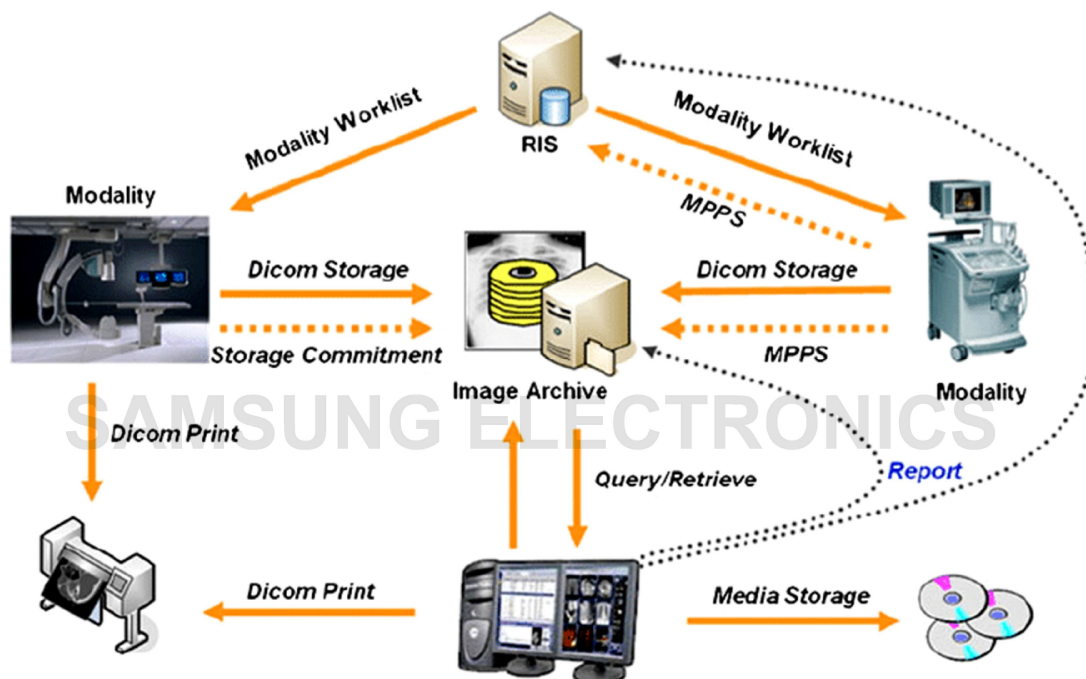 Modality Worklist
RIS
Modality Worklist
MPPS
Modality
Dicom Storage
Dicom Storage
Storage Commitment
MPPS
Image Archive
Modality
SAMSUNG ELECTRONICS
Dicom Print
Query/Retrieve
Report
Dicom Print
Media Storage